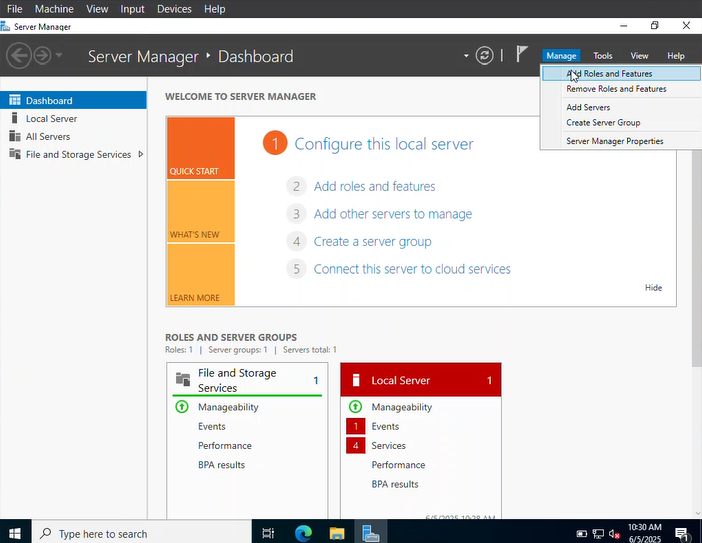 File Machine View Input Devices Help
Server Manager
Server Manager ‣ Dashboard
Manage Tools View Help
Add Roles and Features
Remove Roles and Features
Add Servers
Create Server Group
Server Manager Properties
Dashboard
Local Server
All Servers
File and Storage Services
WELCOME TO SERVER MANAGER
QUICK START
WHAT'S NEW
LEARN MORE
1 Configure this local server
2 Add roles and features
3 Add other servers to manage
4 Create a server group
5 Connect this server to cloud services
Hide
ROLES AND SERVER GROUPS
Roles: 1 | Server groups: 1 | Servers total: 1
File and Storage
Services
1
Manageability
Events
Performance
BPA results
Local Server 1
Manageability
1 Events
4 Services
Performance
BPA results
6/5/2025 10:28 AM
Type here to search
10:30 AM
6/5/2025
1